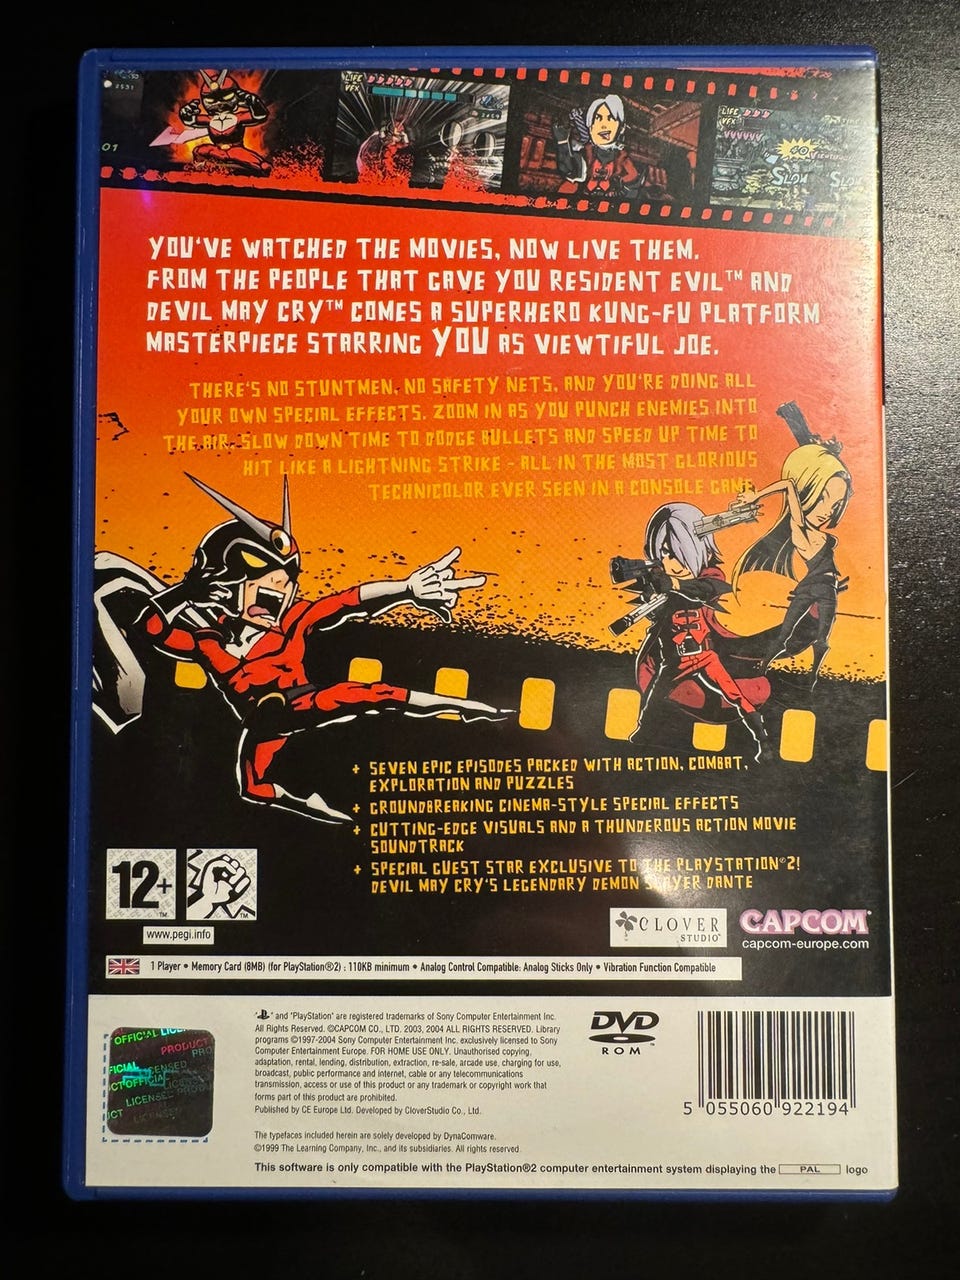 2531
01
LIFE
VFX
LIFE
VFX
GO
SLOW
SLOW
YOU'VE WATCHED THE MOVIES, NOW LIVE THEM.
FROM THE PEOPLE THAT GAVE YOU RESIDENT EVIL™ AND
DEVIL MAY CRY™ COMES A SUPERHERO KUNG-FU PLATFORM
MASTERPIECE STARRING YOU AS VIEWTIFUL JOE.
THERE'S NO STUNTMEN, NO SAFETY NETS, AND YOU'RE DOING ALL
YOUR OWN SPECIAL EFFECTS. ZOOM IN AS YOU PUNCH ENEMIES INTO
THE AIR, SLOW DOWN TIME TO DODGE BULLETS AND SPEED UP TIME TO
HIT LIKE A LIGHTNING STRIKE - ALL IN THE MOST GLORIOUS
TECHNICOLOR EVER SEEN IN A CONSOLE GAME.
+ SEVEN EPIC EPISODES PACKED WITH ACTION, COMBAT,
EXPLORATION AND PUZZLES
+ GROUNDBREAKING CINEMA-STYLE SPECIAL EFFECTS
+ CUTTING-EDGE VISUALS AND A THUNDEROUS ACTION MOVIE
SOUNDTRACK
+ SPECIAL GUEST STAR EXCLUSIVE TO THE PLAYSTATION®2!
DEVIL MAY CRY'S LEGENDARY DEMON SLAYER DANTE
12+
™
™
www.pegi.info
CLOVER
STUDIO
CAPCOM®
capcom-europe.com
1 Player • Memory Card (8MB) (for PlayStation®2) : 110KB minimum • Analog Control Compatible: Analog Sticks Only • Vibration Function Compatible
" " and "PlayStation" are registered trademarks of Sony Computer Entertainment Inc.
All Rights Reserved. ©CAPCOM CO., LTD. 2003, 2004 ALL RIGHTS RESERVED. Library
programs ©1997-2004 Sony Computer Entertainment Inc. exclusively licensed to Sony
Computer Entertainment Europe. FOR HOME USE ONLY. Unauthorised copying,
adaptation, rental, lending, distribution, extraction, re-sale, arcade use, charging for use,
broadcast, public performance and internet, cable or any telecommunications
transmission, access or use of this product or any trademark or copyright work that
forms part of this product are prohibited.
Published by CE Europe Ltd. Developed by CloverStudio Co., Ltd.
The typefaces included herein are solely developed by DynaComware.
©1999 The Learning Company, Inc., and its subsidiaries. All rights reserved.
This software is only compatible with the PlayStation®2 computer entertainment system displaying the PAL logo
OFFICIAL
PRODUCT
LICENSED
OFFICIAL
DVD
ROM
5 055060 922194